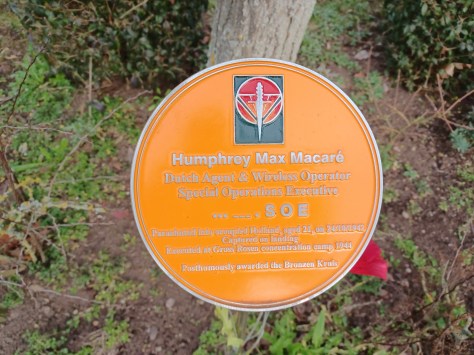 Humphrey Max Macaré
Dutch Agent & Wireless Operator
Special Operations Executive
... _ _ _ . S O E
Parachuted into occupied Holland, aged 21, on
Captured on landing.
Executed at Gross Rosen concentration camp 1944
Posthumously awarded the Bronzen Kruis